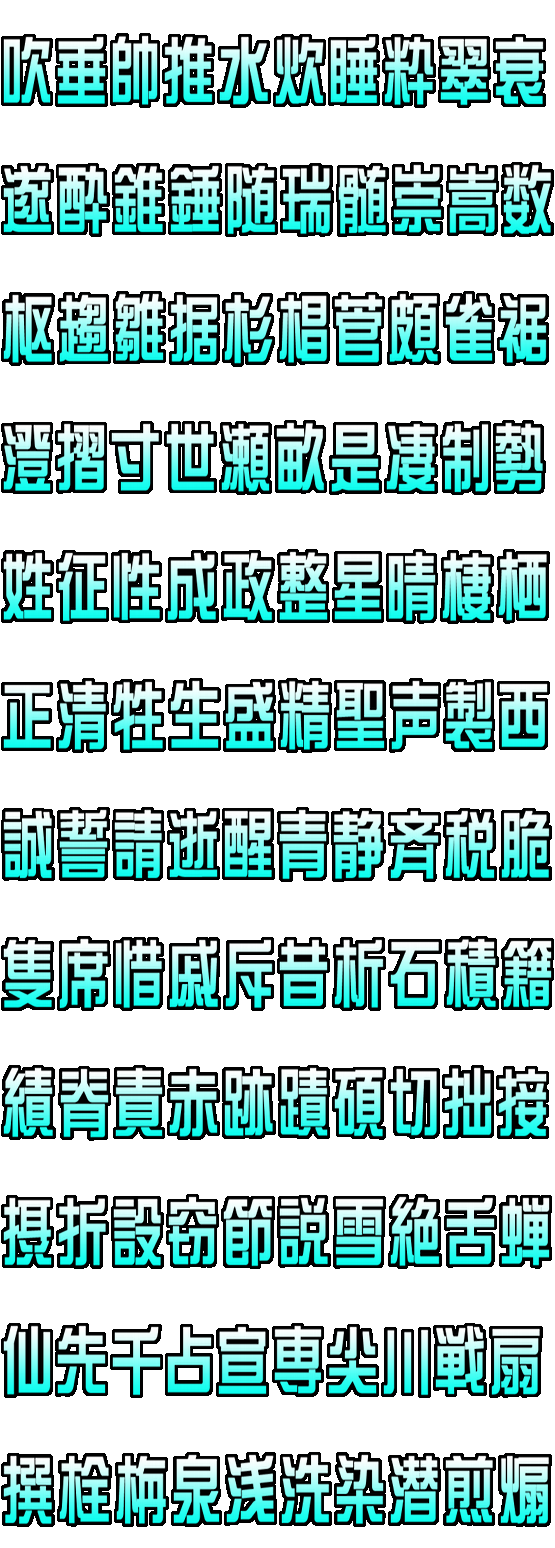 吹垂帥推水炊睡粋翠衰
遂酔錐錘随瑞髄崇嵩数
枢趨雛据杉椙菅頗雀裾
澄摺寸世瀬畝是凄制勢
姓征性成政整星晴棲栖
正清牲生盛精聖声製西
誠誓請逝醒青静斉税脆
隻席惜戚斥昔析石積籍
績脊責赤跡蹟碩切拙接
摂折設窃節説雪絶舌蝉
仙先千占宣専尖川戦扇
撰栓栴泉浅洗染潜煎煽